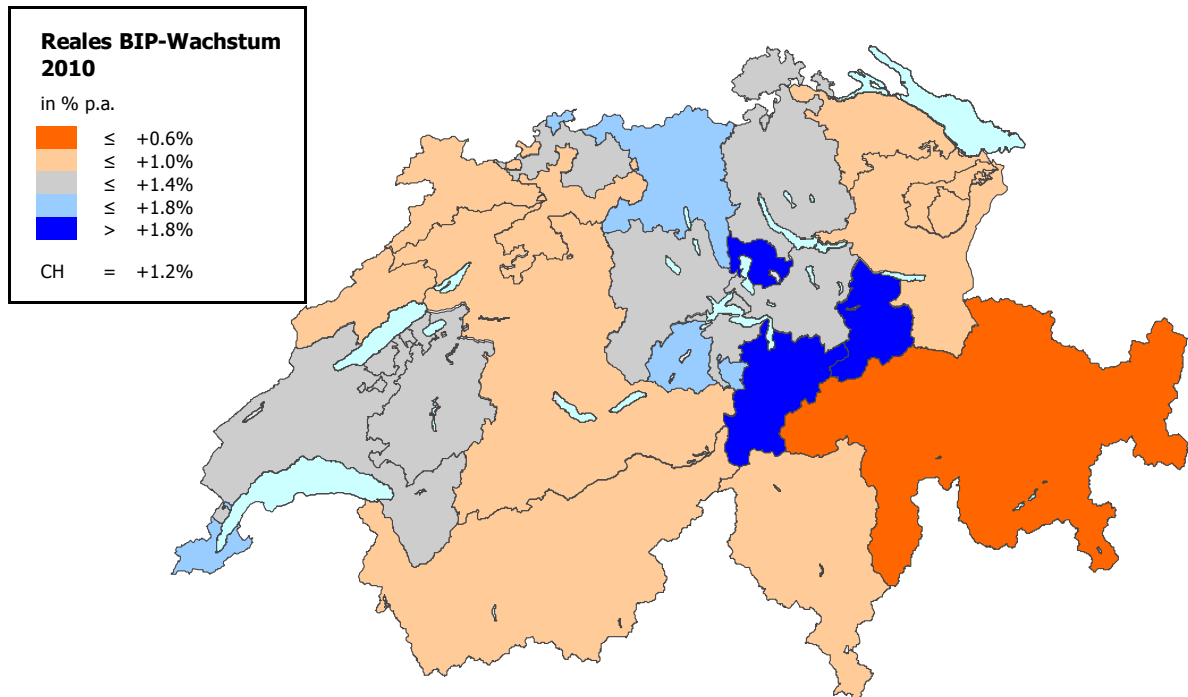 Reales BIP-Wachstum
2010
in % p.a.
≤ +0.6%
≤ +1.0%
≤ +1.4%
≤ +1.8%
> +1.8%
CH = +1.2%